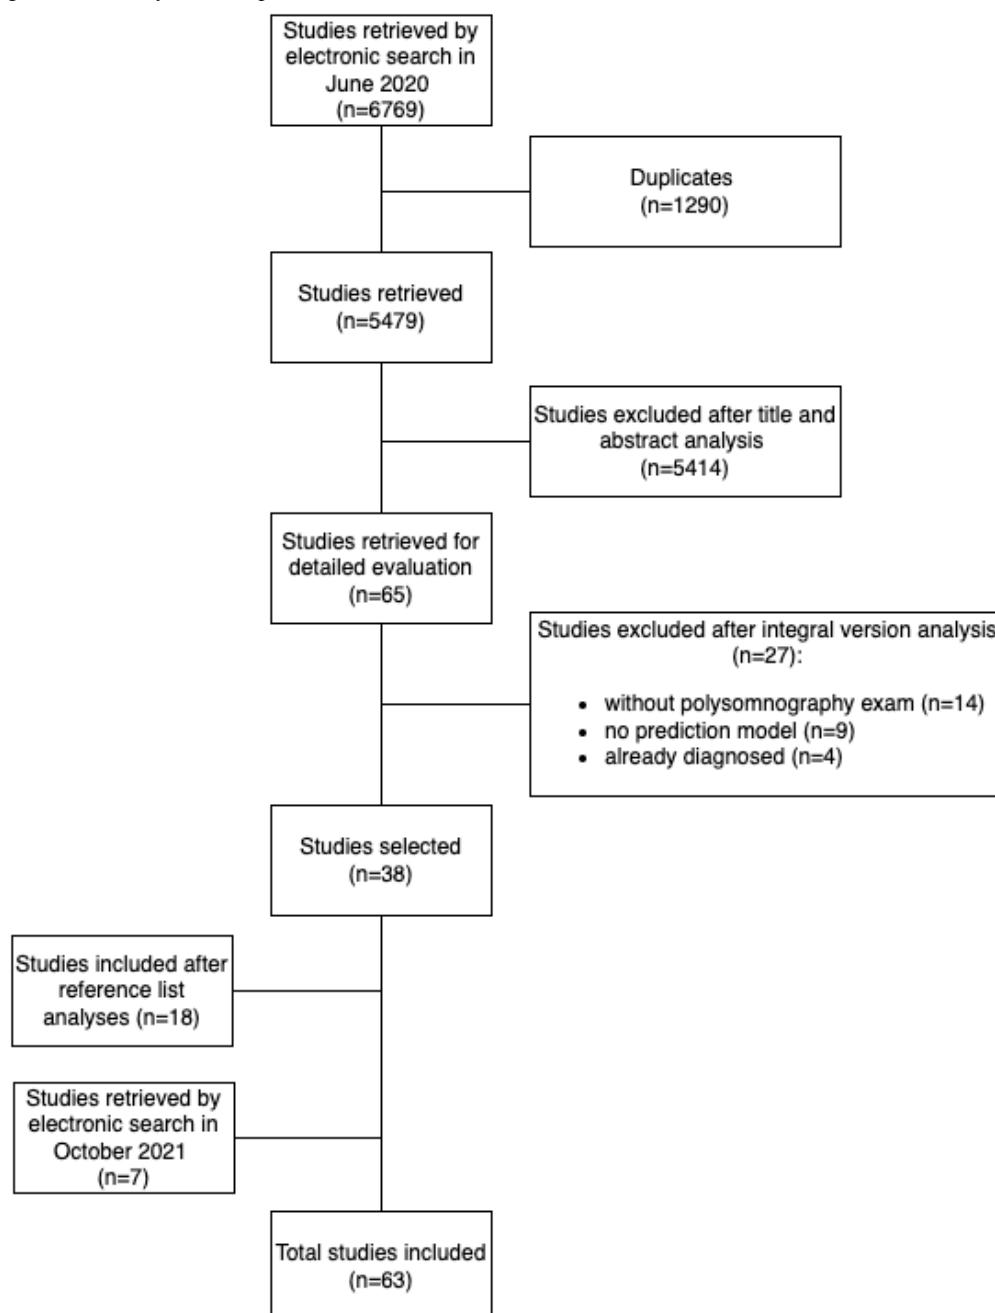 Studies retrieved by
electronic search in
June 2020
(n=6769)
Duplicates
(n=1290)
Studies retrieved
(n=5479)
Studies excluded after title and
abstract analysis
(n=5414)
Studies retrieved for
detailed evaluation
(n=65)
Studies excluded after integral version analysis
(n=27):
• without polysomnography exam (n=14)
• no prediction model (n=9)
• already diagnosed (n=4)
Studies selected
(n=38)
Studies included after
reference list
analyses (n=18)
Studies retrieved by
electronic search in
October 2021
(n=7)
Total studies included
(n=63)